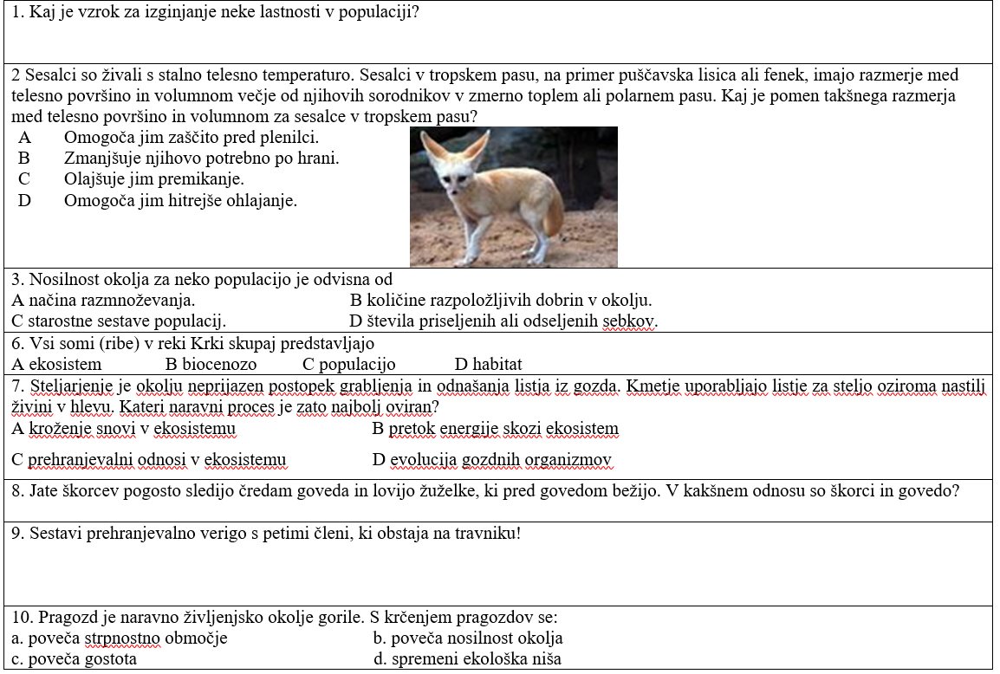 1. Kaj je vzrok za izginjanje neke lastnosti v populaciji?
2 Sesalci so živali s stalno telesno temperaturo. Sesalci v tropskem pasu, na primer puščavska lisica ali fenek, imajo razmerje med
telesno površino in volumnom večje od njihovih sorodnikov v zmerno toplem ali polarnem pasu. Kaj je pomen takšnega razmerja
med telesno površino in volumnom za sesalce v tropskem pasu?
A Omogoča jim zaščito pred plenilci.
B Zmanjšuje njihovo potrebno po hrani.
C Olajšuje jim premikanje.
D Omogoča jim hitrejše ohlajanje.
3. Nosilnost okolja za neko populacijo je odvisna od
A načina razmnoževanja. B količine razpoložljivih dobrin v okolju.
C starostne sestave populacij. D števila priseljenih ali odseljenih sebkov.
6. Vsi somi (ribe) v reki Krki skupaj predstavljajo
A ekosistem B biocenozo C populacijo D habitat
7. Steljarjenje je okolju neprijazen postopek grabljenja in odnašanja listja iz gozda. Kmetje uporabljajo listje za steljo oziroma nastilj
živini v hlevu. Kateri naravni proces je zato najbolj oviran?
A kroženje snovi v ekosistemu B pretok energije skozi ekosistem
C prehranjevalni odnosi v ekosistemu D evolucija gozdnih organizmov
8. Jate škorcev pogosto sledijo čredam goveda in lovijo žuželke, ki pred govedom bežijo. V kakšnem odnosu so škorci in govedo?
9. Sestavi prehranjevalno verigo s petimi členi, ki obstaja na travniku!
10. Pragozd je naravno življenjsko okolje gorile. S krčenjem pragozdov se:
a. poveča strpnostno območje b. poveča nosilnost okolja
c. poveča gostota d. spremeni ekološka niša